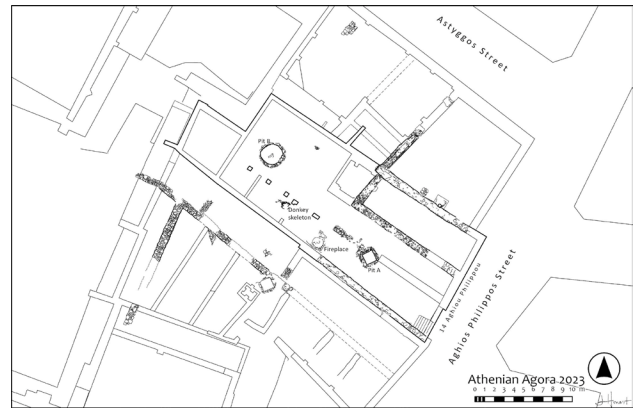 Astyggos Street
Pit B
Donkey
skeleton
Fireplace
Pit A
14 Aghiou Philippou
Aghios Philippos Street
Athenian Agora 2023
0 1 2 3 4 5 6 7 8 9 10 m